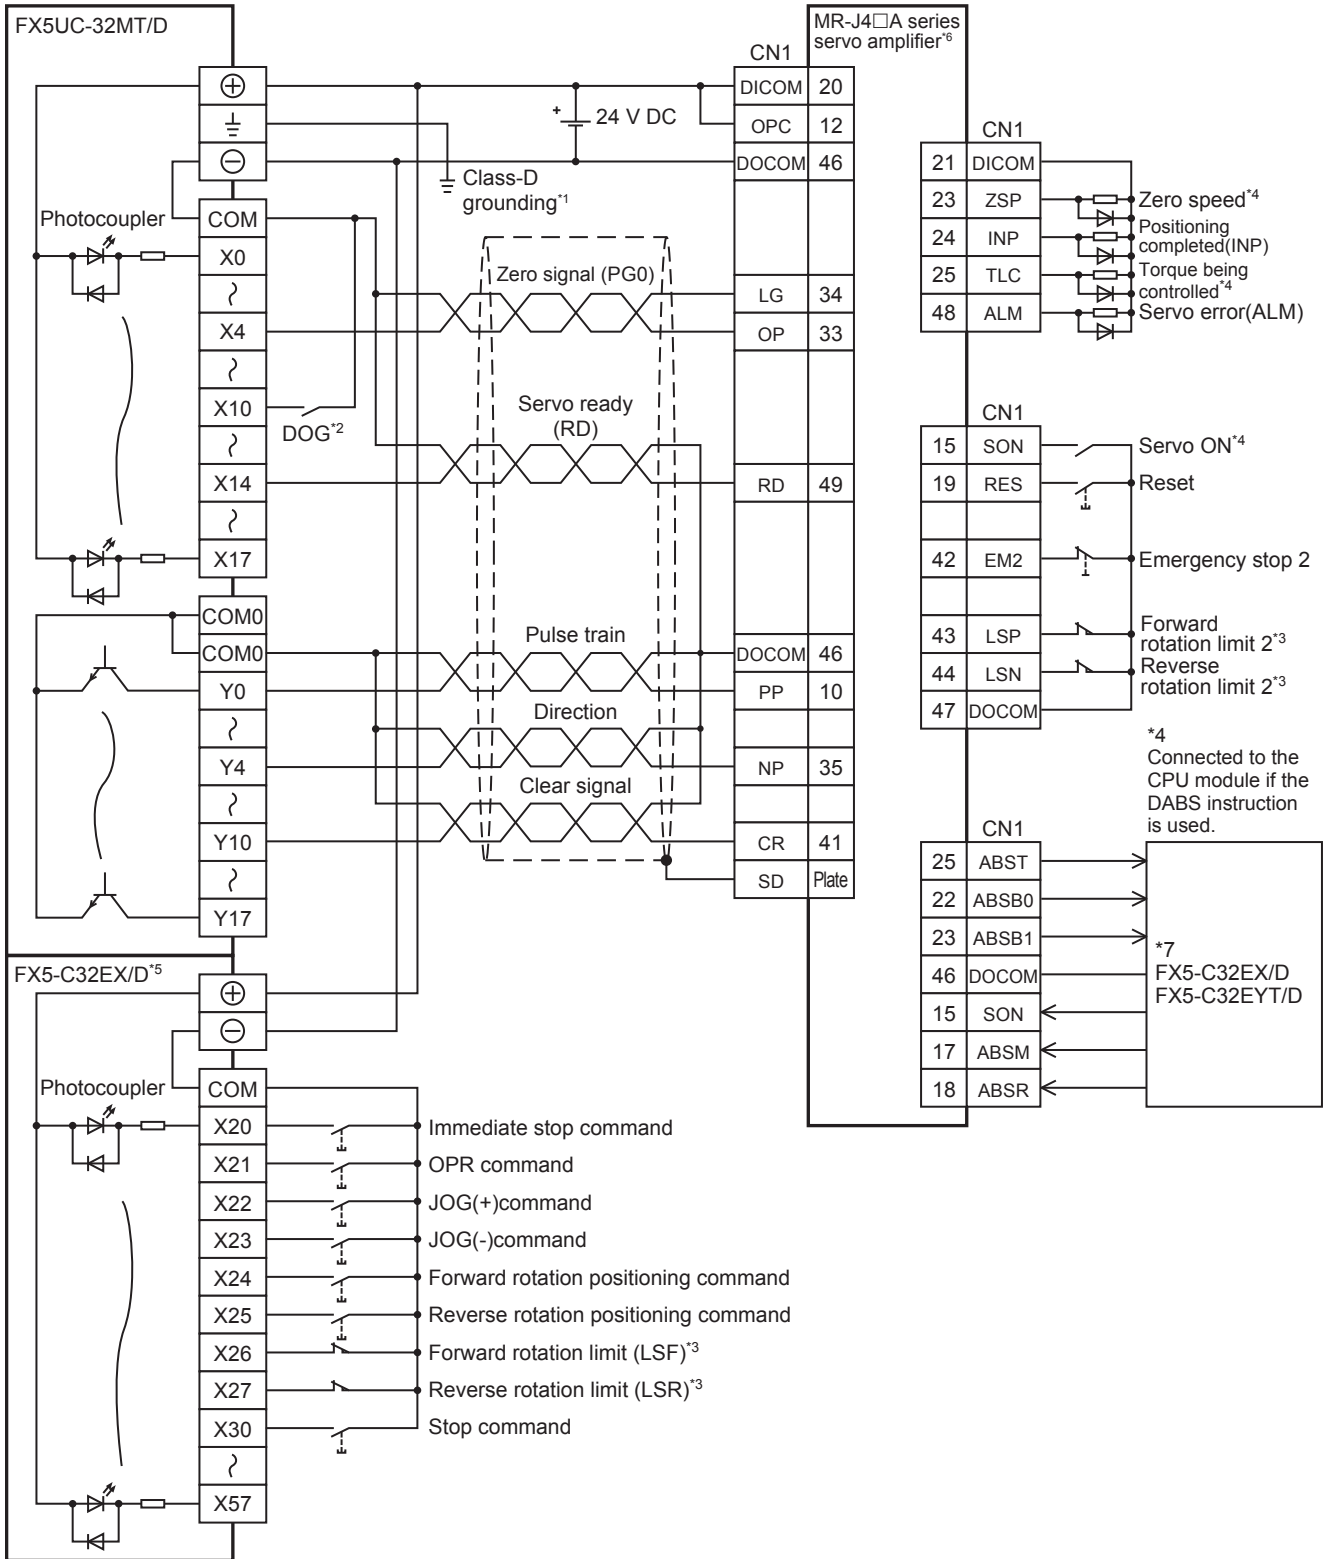 FX5UC-32MT/D
MR-J4□A series
servo amplifier*6
CN1
DICOM 20
OPC 12
DOCOM 46
+
24 V DC
Class-D
grounding*1
Photocoupler
COM
X0
X4
X10
X14
X17
DOG*2
Zero signal (PG0)
LG 34
OP 33
Servo ready
(RD)
RD 49
COM0
COM0
Y0
Y4
Y10
Y17
Pulse train
DOCOM 46
PP 10
Direction
NP 35
Clear signal
CR 41
SD Plate
CN1
21 DICOM
23 ZSP Zero speed*4
24 INP Positioning
completed(INP)
25 TLC Torque being
controlled*4
48 ALM Servo error(ALM)
CN1
15 SON Servo ON*4
19 RES Reset
42 EM2 Emergency stop 2
43 LSP Forward
rotation limit 2*3
44 LSN Reverse
rotation limit 2*3
47 DOCOM
*4
Connected to the
CPU module if the
DABS instruction
is used.
CN1
25 ABST
22 ABSB0
23 ABSB1
46 DOCOM
15 SON
17 ABSM
18 ABSR
*7
FX5-C32EX/D
FX5-C32EYT/D
FX5-C32EX/D*5
Photocoupler
COM
X20 Immediate stop command
X21 OPR command
X22 JOG(+)command
X23 JOG(-)command
X24 Forward rotation positioning command
X25 Reverse rotation positioning command
X26 Forward rotation limit (LSF)*3
X27 Reverse rotation limit (LSR)*3
X30 Stop command
X57